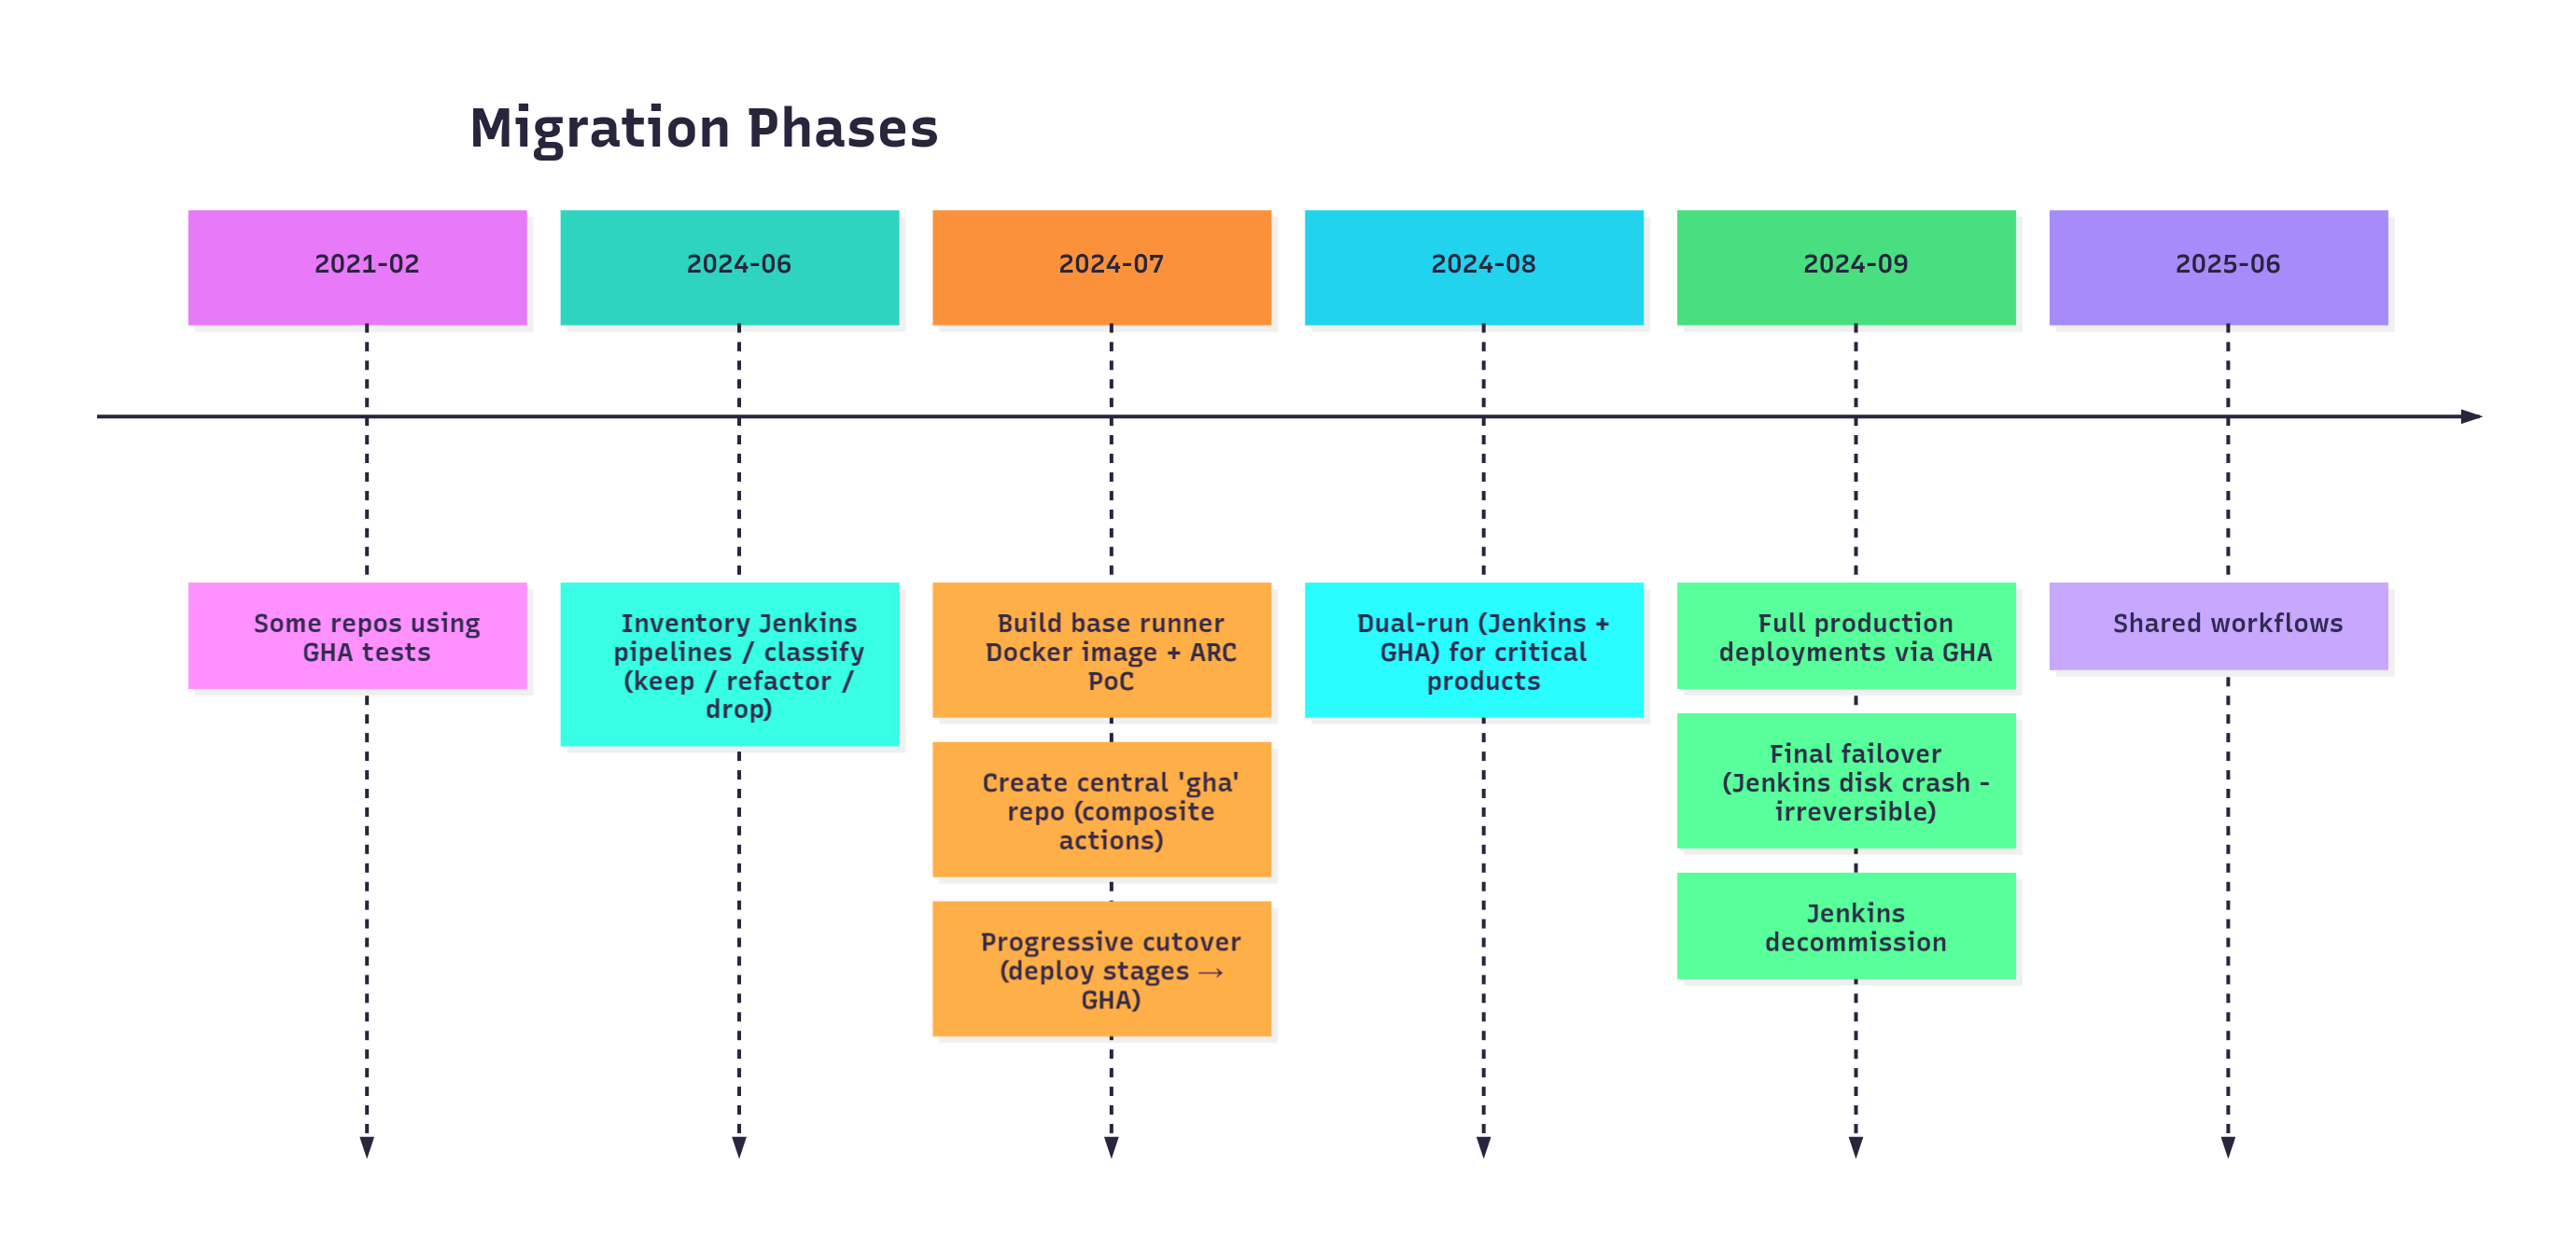 Migration Phases
2021-02
2024-06
2024-07
2024-08
2024-09
2025-06
Some repos using
GHA tests
Inventory Jenkins
pipelines / classify
(keep / refactor /
drop)
Build base runner
Docker image + ARC
PoC
Create central 'gha'
repo (composite
actions)
Progressive cutover
(deploy stages →
GHA)
Dual-run (Jenkins +
GHA) for critical
products
Full production
deployments via GHA
Final failover
(Jenkins disk crash -
irreversible)
Jenkins
decommission
Shared workflows